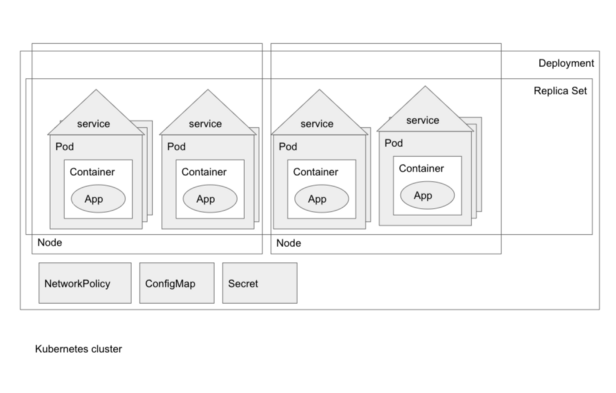 Deployment
Replica Set
service
service
service
service
Pod
Pod
Pod
Pod
Container
Container
Container
Container
App
App
App
App
Node
Node
NetworkPolicy
ConfigMap
Secret
Kubernetes cluster